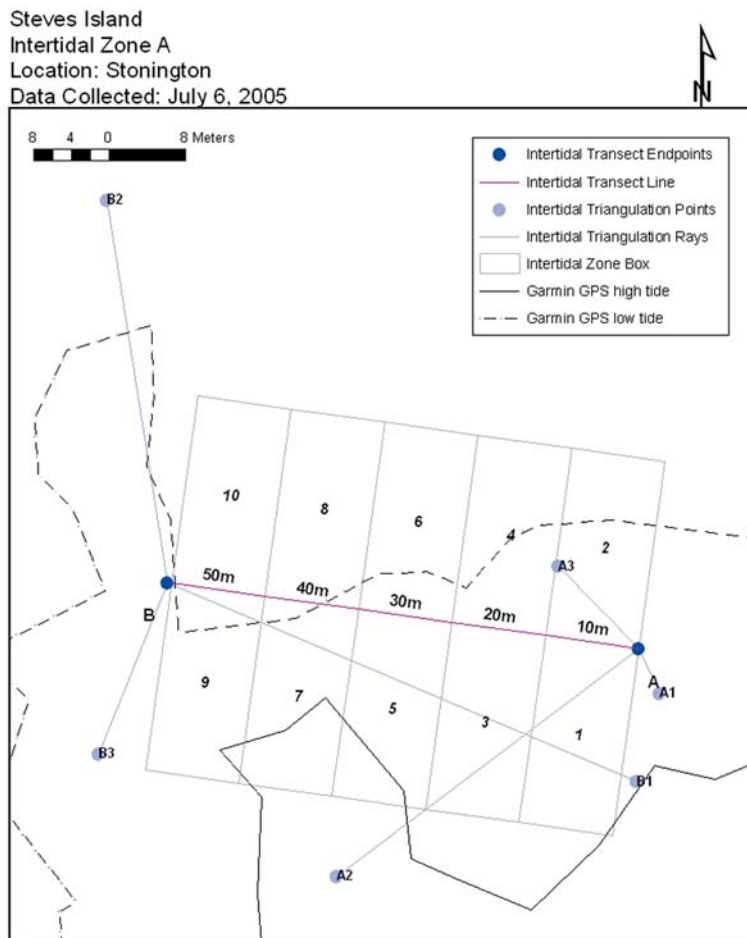 Steves Island
Intertidal Zone A
Location: Stonington
Data Collected: July 6, 2005
N
8 4 0 8 Meters
Intertidal Transect Endpoints
Intertidal Transect Line
Intertidal Triangulation Points
Intertidal Triangulation Rays
Intertidal Zone Box
Garmin GPS high tide
Garmin GPS low tide
B2
10
8
6
4
2
A3
50m
40m
30m
20m
10m
B
A
A1
9
7
5
3
1
B3
B1
A2